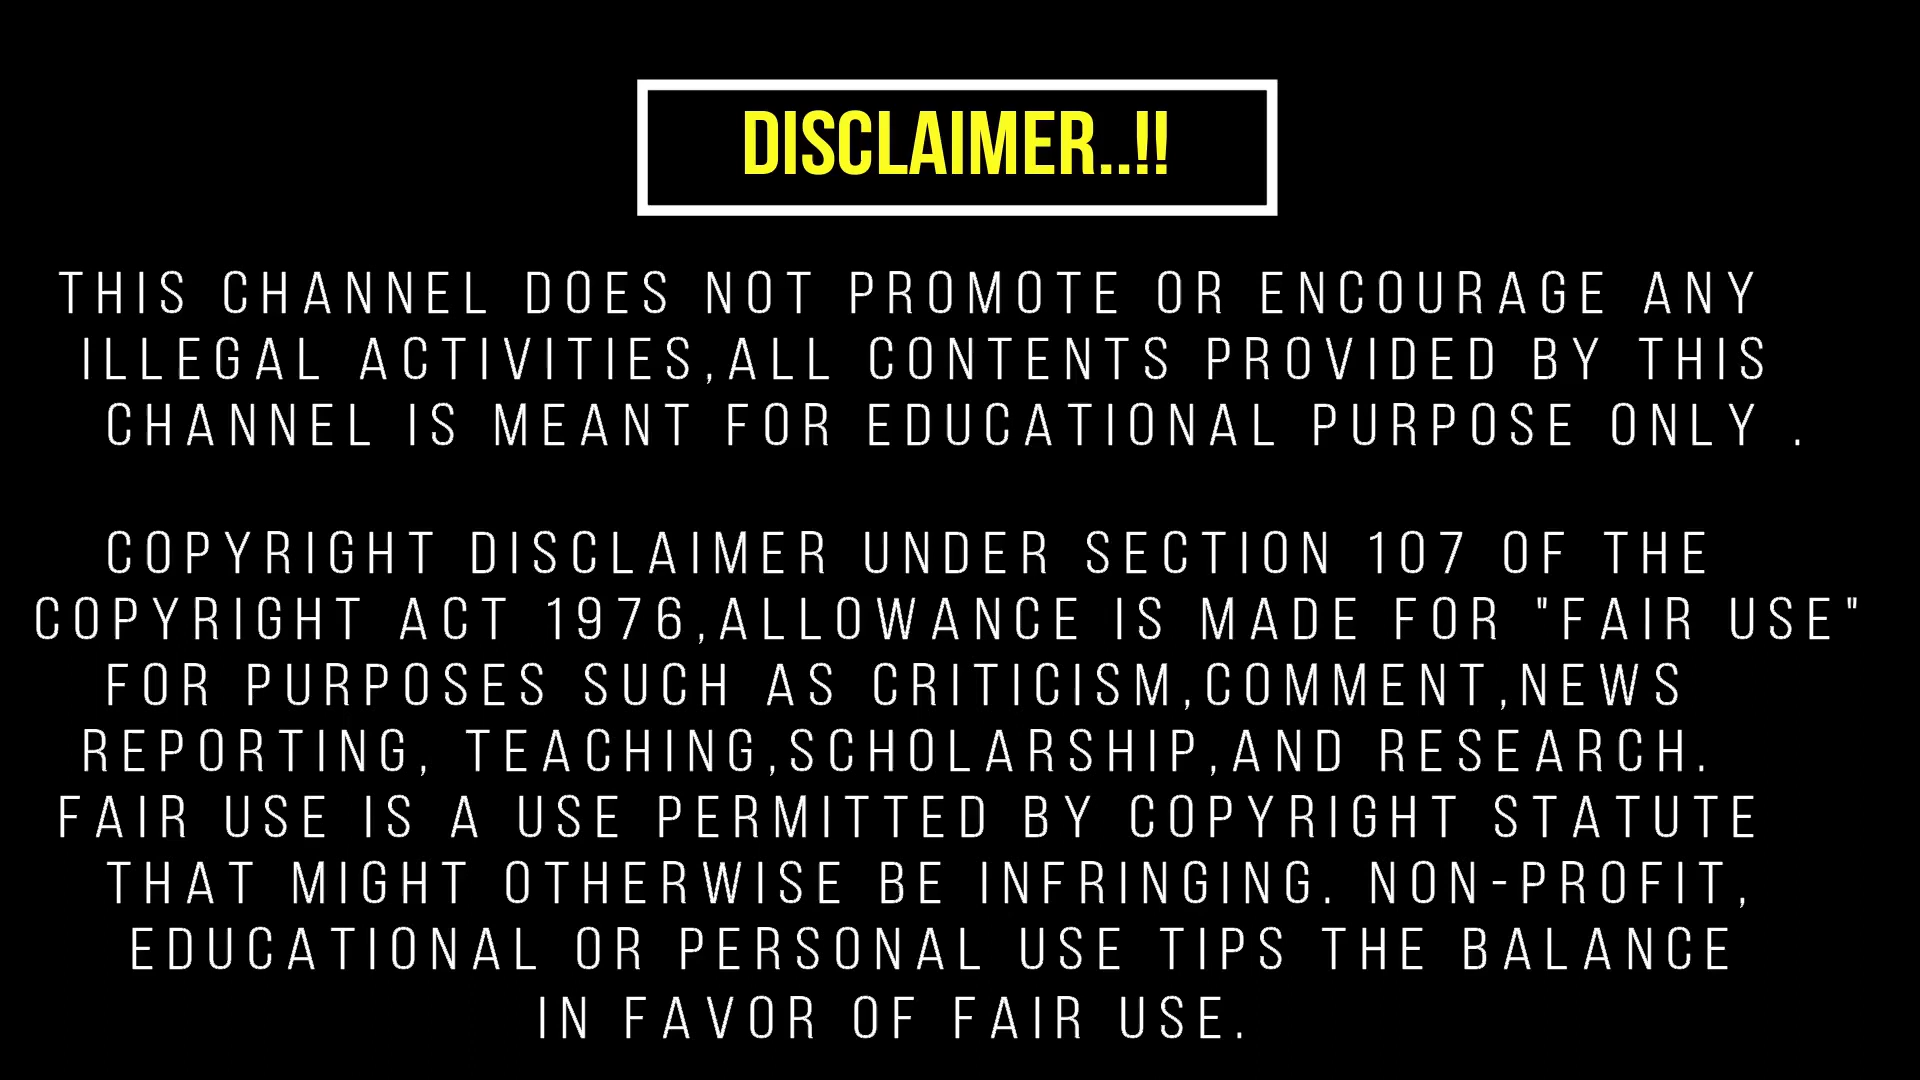 DISCLAIMER..!!
THIS CHANNEL DOES NOT PROMOTE OR ENCOURAGE ANY
ILLEGAL ACTIVITIES,ALL CONTENTS PROVIDED BY THIS
CHANNEL IS MEANT FOR EDUCATIONAL PURPOSE ONLY .
COPYRIGHT DISCLAIMER UNDER SECTION 107 OF THE
COPYRIGHT ACT 1976,ALLOWANCE IS MADE FOR "FAIR USE"
FOR PURPOSES SUCH AS CRITICISM,COMMENT,NEWS
REPORTING, TEACHING,SCHOLARSHIP,AND RESEARCH.
FAIR USE IS A USE PERMITTED BY COPYRIGHT STATUTE
THAT MIGHT OTHERWISE BE INFRINGING. NON-PROFIT,
EDUCATIONAL OR PERSONAL USE TIPS THE BALANCE
IN FAVOR OF FAIR USE.